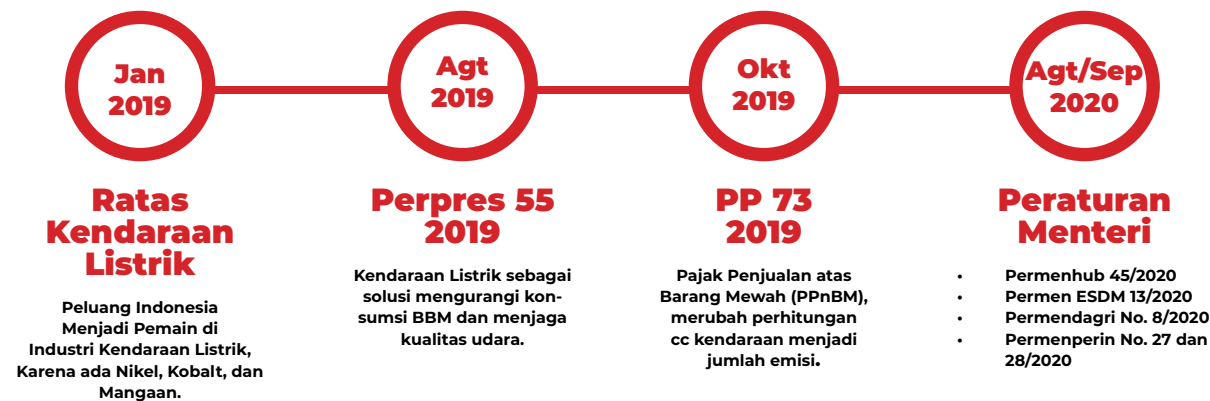 Jan
2019
Ratas
Kendaraan
Listrik
Peluang Indonesia
Menjadi Pemain di
Industri Kendaraan Listrik,
Karena ada Nikel, Kobalt, dan
Mangaan.
Agt
2019
Perpres 55
2019
Kendaraan Listrik sebagai
solusi mengurangi kon-
sumsi BBM dan menjaga
kualitas udara.
Okt
2019
PP 73
2019
Pajak Penjualan atas
Barang Mewah (PPnBM),
merubah perhitungan
cc kendaraan menjadi
jumlah emisi.
Agt/Sep
2020
Peraturan
Menteri
• Permenhub 45/2020
• Permen ESDM 13/2020
• Permendagri No. 8/2020
• Permenperin No. 27 dan
28/2020